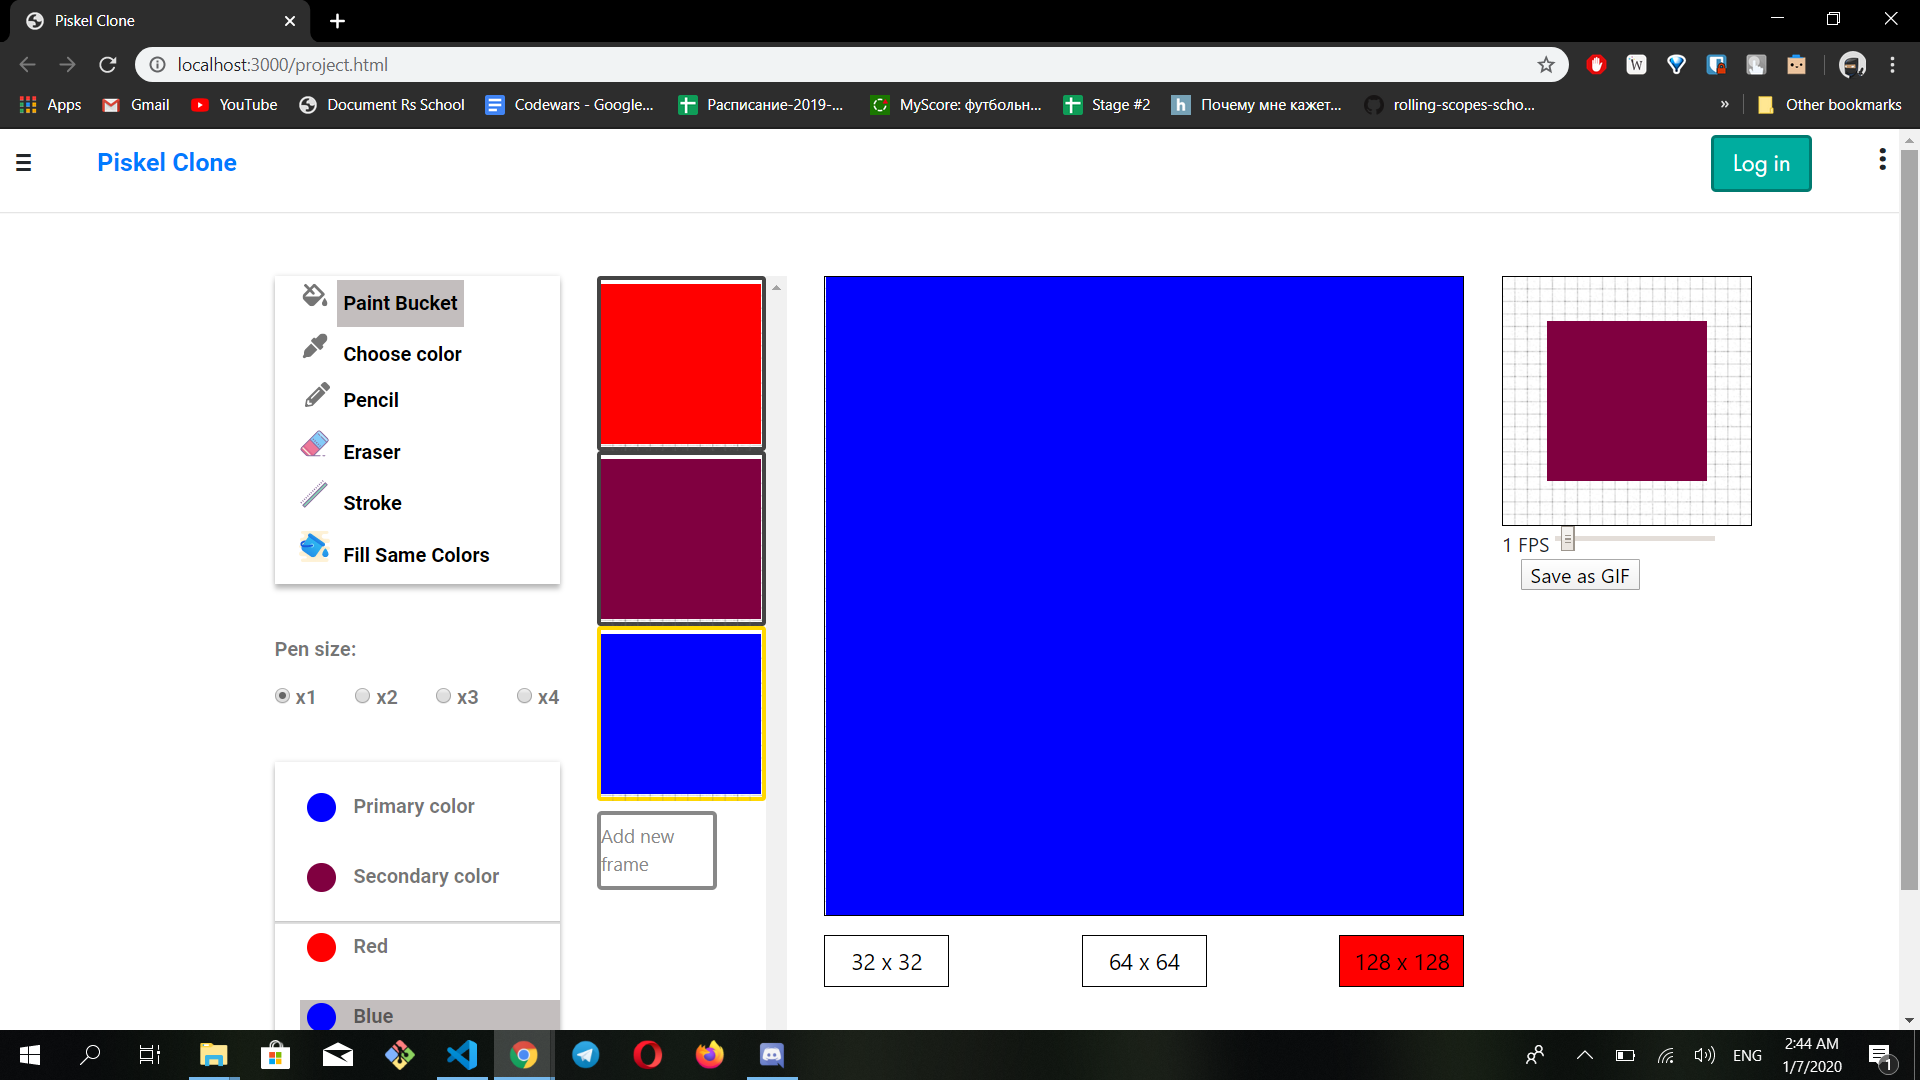 Piskel Clone
localhost:3000/project.html
Apps
Gmail
YouTube
Document Rs School
Codewars - Google...
Расписание-2019-...
MyScore: футбольн...
Stage #2
Почему мне кажет...
rolling-scopes-scho...
»
Other bookmarks
Piskel Clone
Log in
Paint Bucket
Choose color
Pencil
Eraser
Stroke
Fill Same Colors
Pen size:
x1 x2 x3 x4
Primary color
Secondary color
Red
Blue
Add new
frame
32 x 32
64 x 64
128 x 128
1 FPS
Save as GIF
ENG
2:44 AM
1/7/2020
1